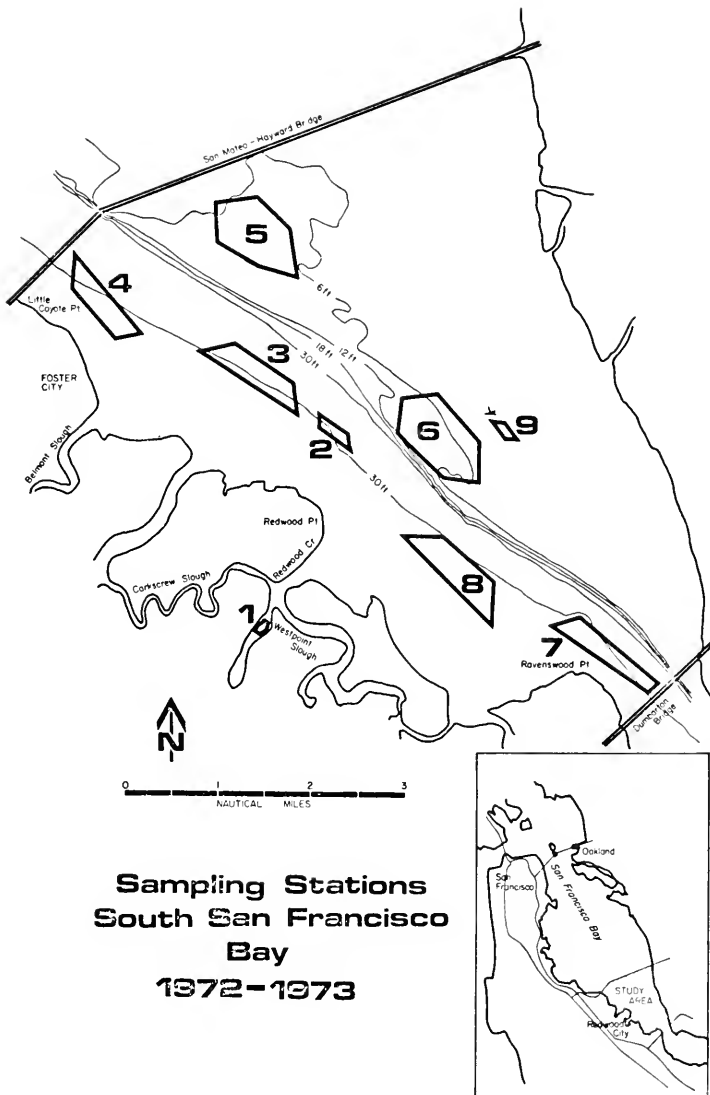 San Mateo - Hayward Bridge
5
4
6 ft
Little
Coyote Pt.
3
18 ft
12 ft
30 ft
FOSTER
CITY
2
6
9
Belmont Slough
30 ft
Redwood Pt
Redwood Cr.
Corkscrew Slough
8
1
Westpoint
Slough
7
Ravenswood Pt
Dumbarton
Bridge
N
0 1 2 3
NAUTICAL MILES
Sampling Stations
South San Francisco
Bay
1972-1973
Oakland
San
Francisco
San Francisco Bay
STUDY
AREA
Redwood
City